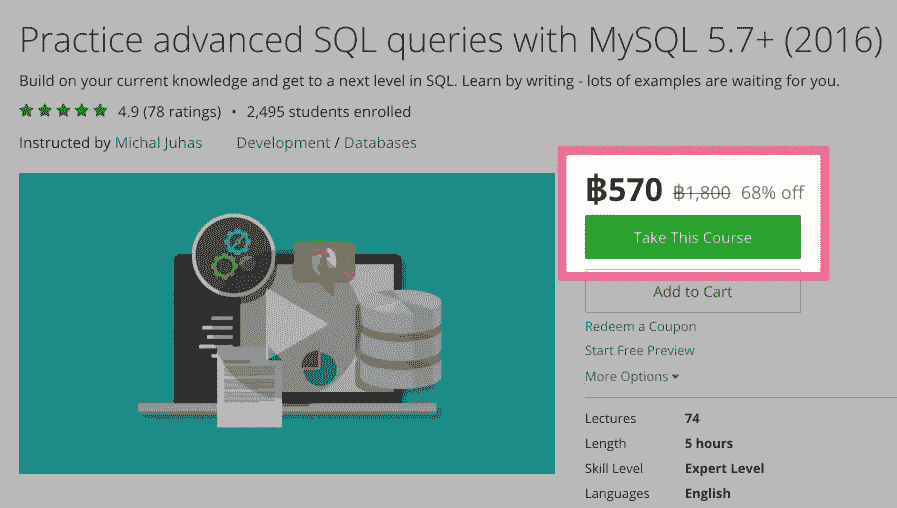 Practice advanced SQL queries with MySQL 5.7+ (2016)
Build on your current knowledge and get to a next level in SQL. Learn by writing - lots of examples are waiting for you.
4.9 (78 ratings) • 2,495 students enrolled
Instructed by Michal Juhas Development / Databases
฿570 ฿1,800 68% off
Take This Course
Add to Cart
Redeem a Coupon
Start Free Preview
More Options
Lectures 74
Length 5 hours
Skill Level Expert Level
Languages English